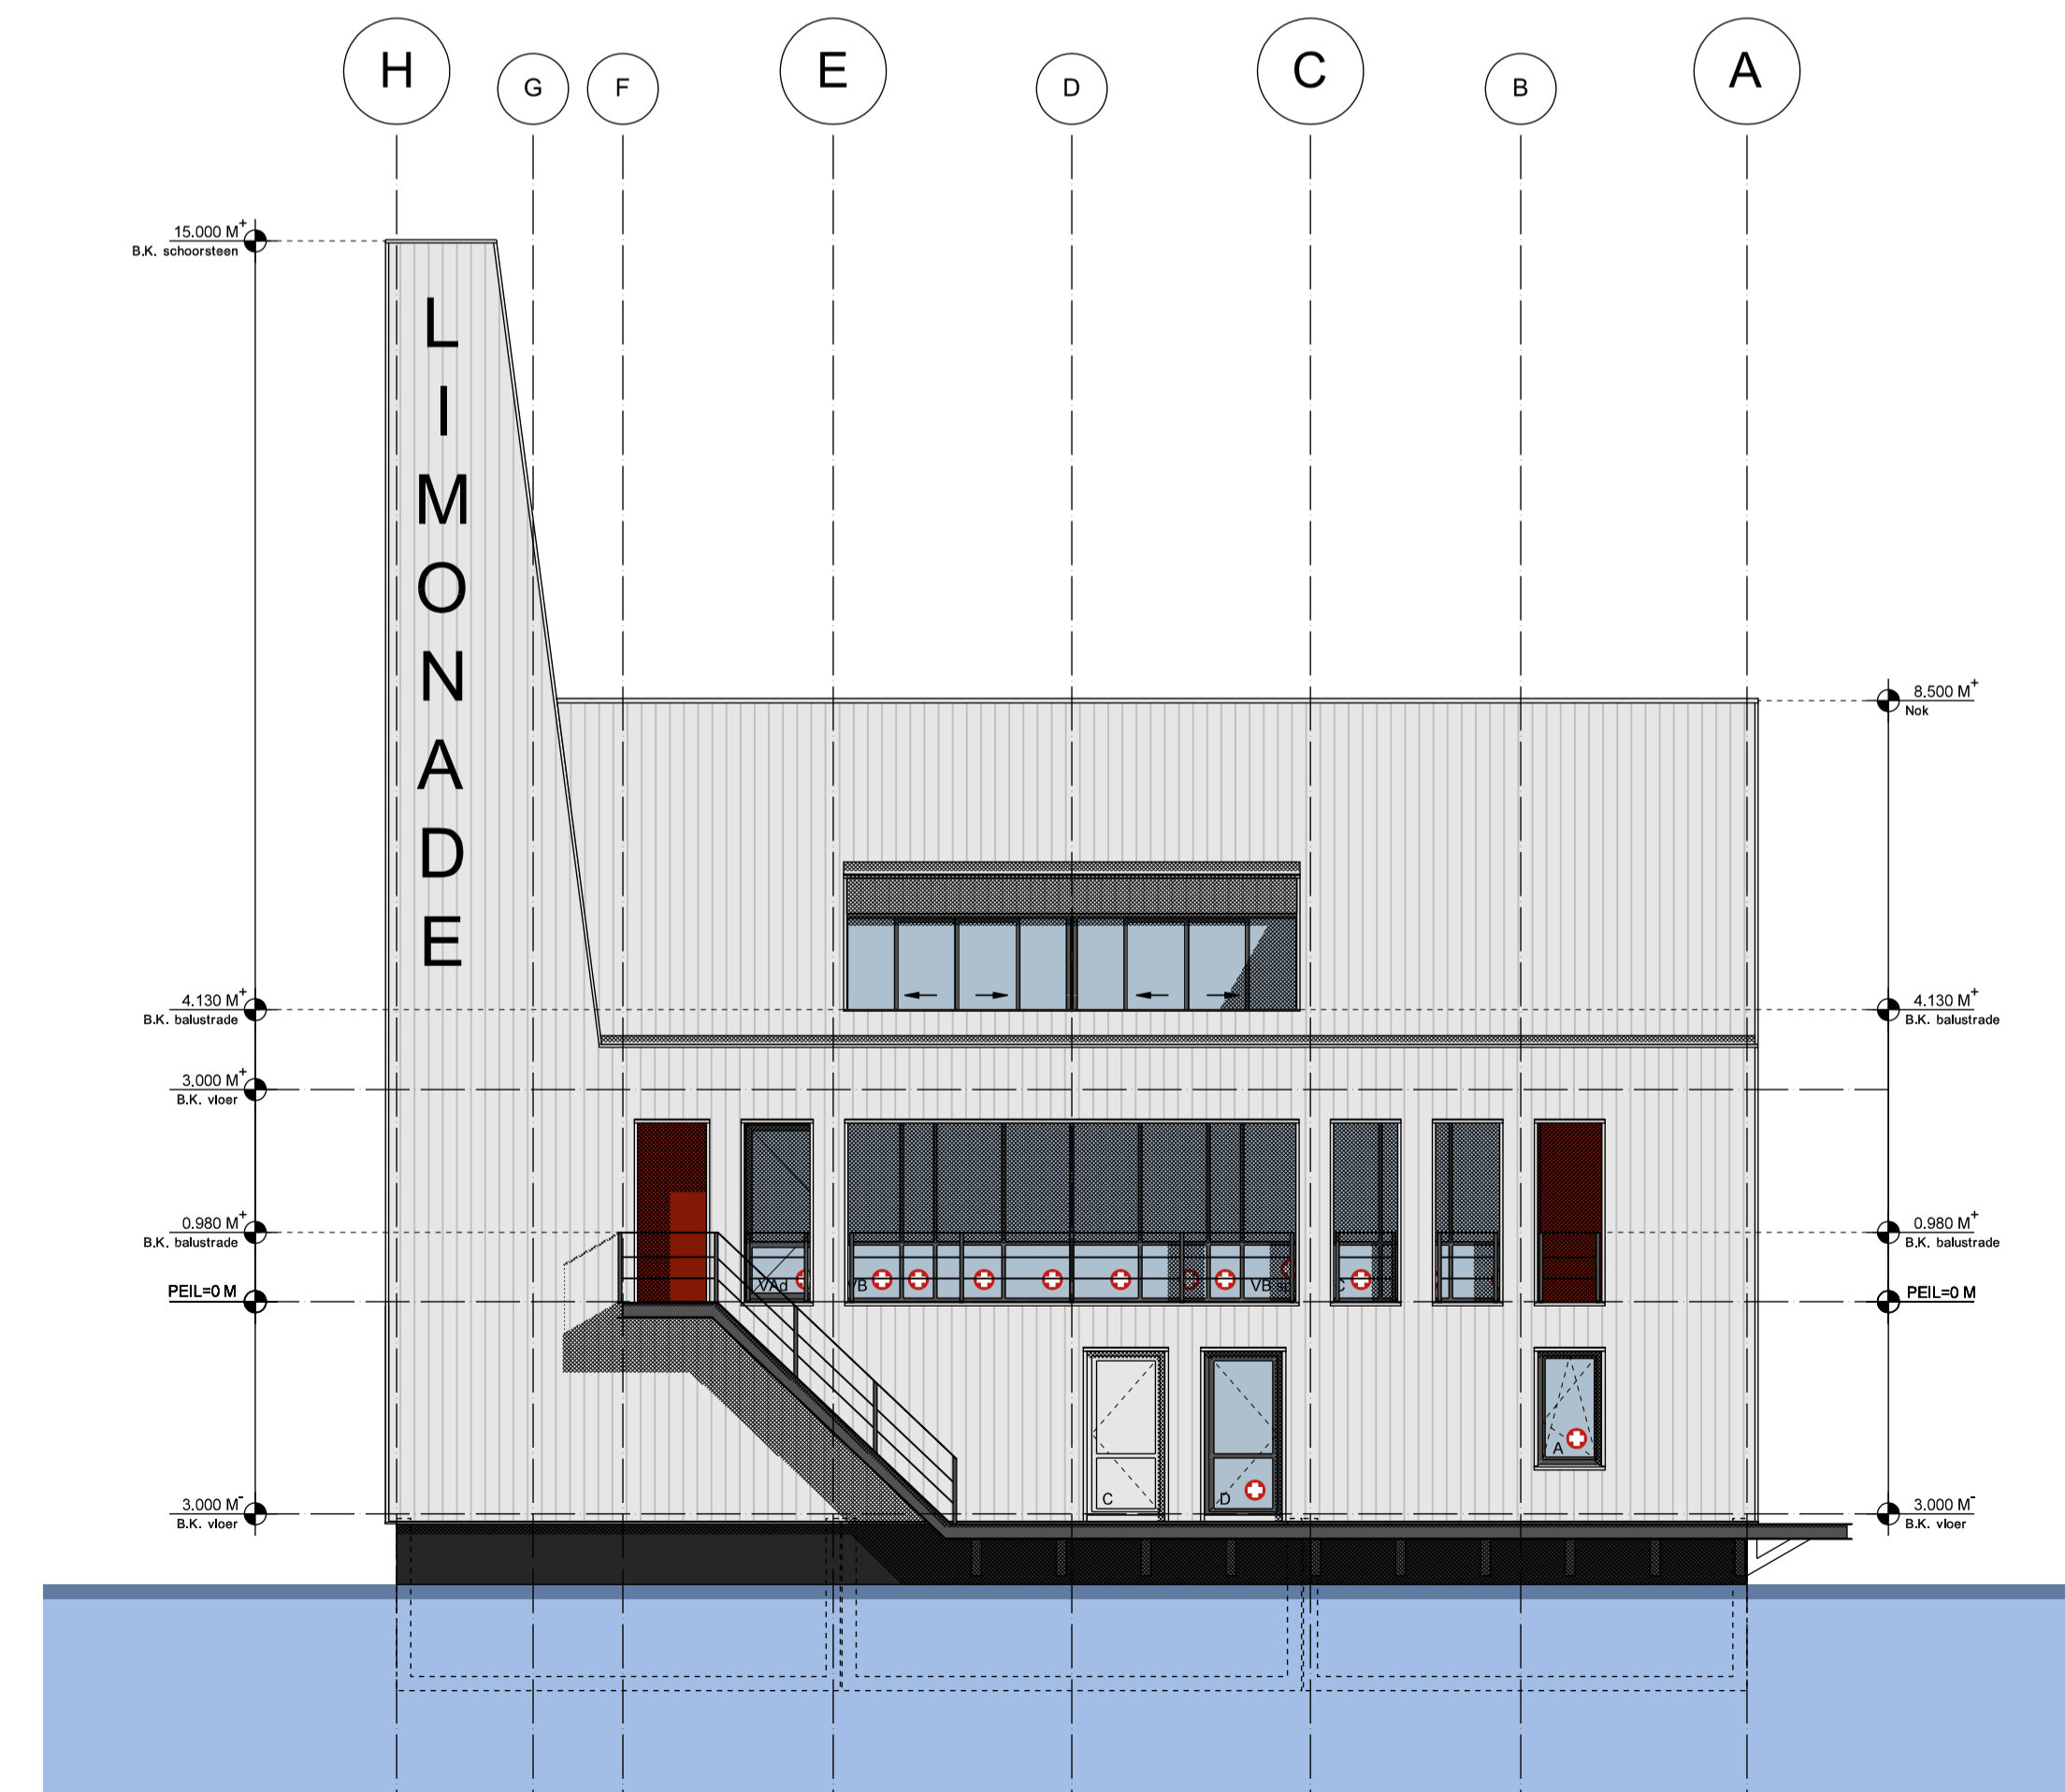 H G F E D C B A
15.000 M+
B.K. schoorsteen
L
I
M
O
N
A
D
E
8.500 M+
Nok
4.130 M+
B.K. balustrade
4.130 M+
B.K. balustrade
3.000 M+
B.K. vloer
0.980 M+
B.K. balustrade
0.980 M+
B.K. balustrade
VAd
VB
VB
C
PEIL=0 M
PEIL=0 M
A
C
D
3.000 M-
B.K. vloer
3.000 M-
B.K. vloer